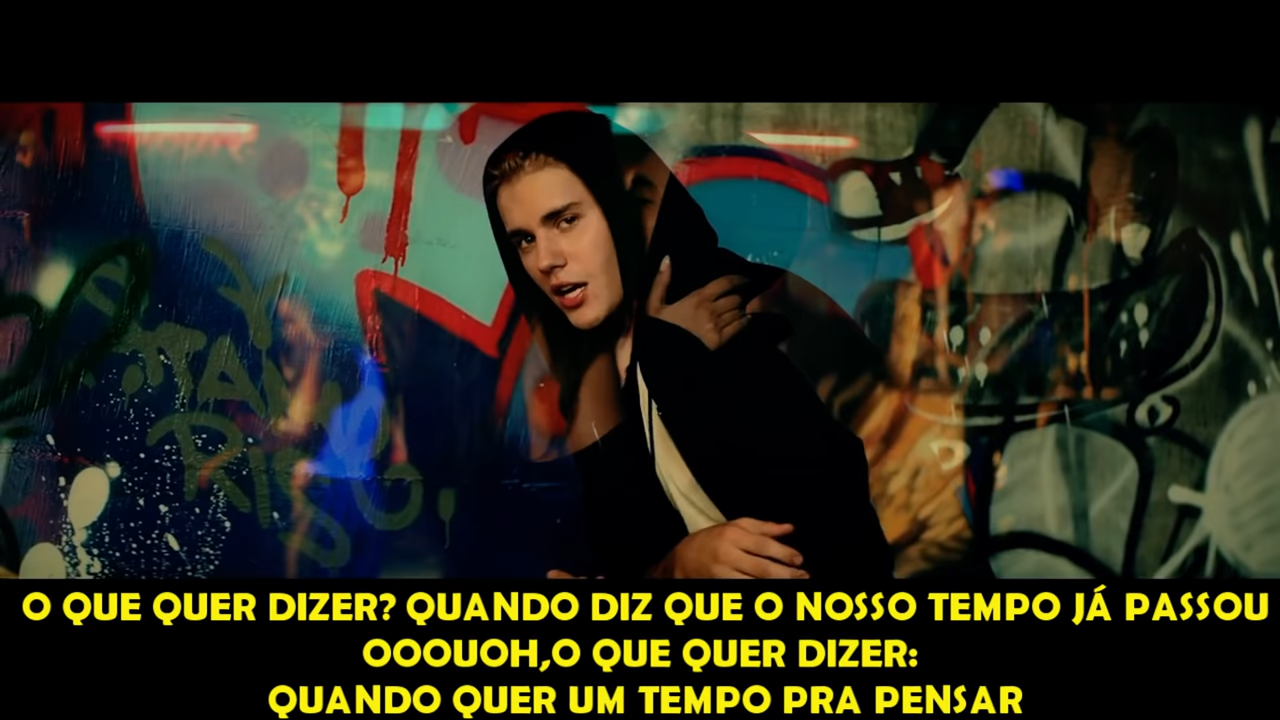 O QUE QUER DIZER? QUANDO DIZ QUE O NOSSO TEMPO JÁ PASSOU
OOOUOH,O QUE QUER DIZER:
QUANDO QUER UM TEMPO PRA PENSAR